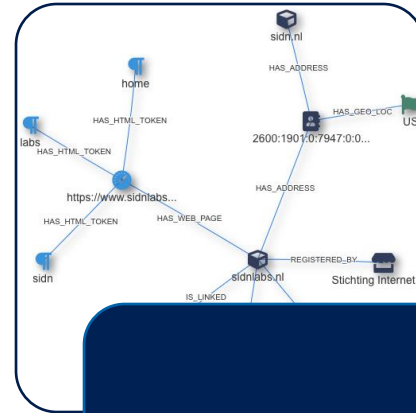 sidn.nl
HAS_ADDRESS
home
HAS_GEO_LOC
US
HAS_HTML_TOKEN
labs
HAS_HTML_TOKEN
2600:1901:0:7947:0:0...
https://www.sidnlabs...
HAS_ADDRESS
HAS_HTML_TOKEN
HAS_WEB_PAGE
sidn
sidnlabs.nl
REGISTERED_BY
Stichting Internet
IS_LINKED